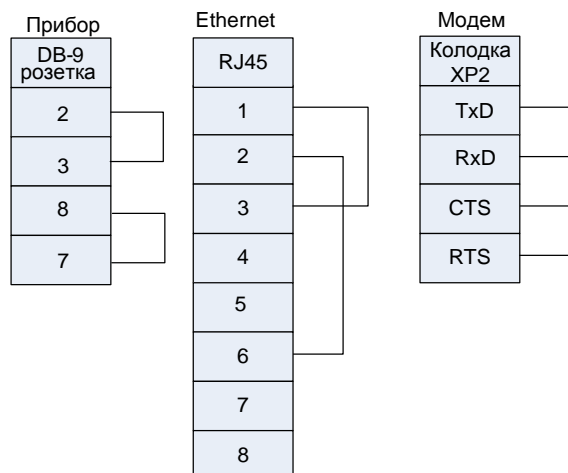 Прибор
DB-9
розетка
2
3
8
7
Ethernet
RJ45
1
2
3
4
5
6
7
8
Модем
Колодка
XP2
TxD
RxD
CTS
RTS